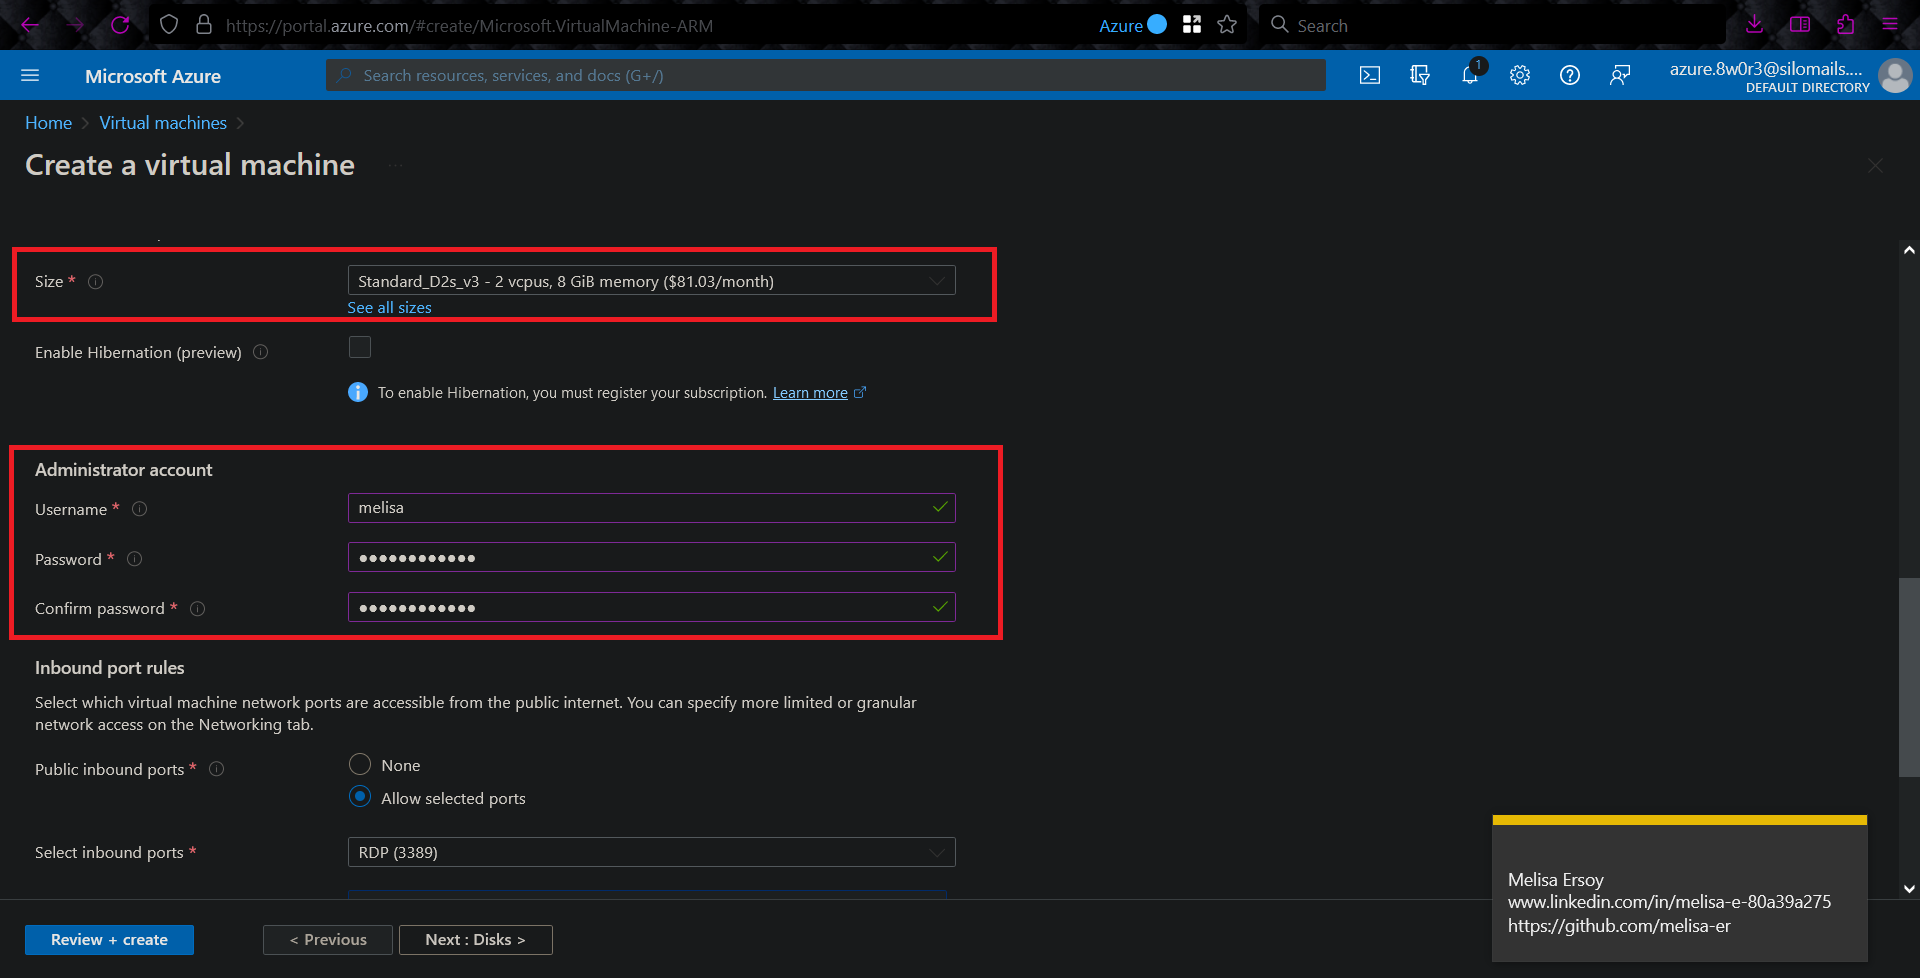 https://portal.azure.com/#create/Microsoft.VirtualMachine-ARM
Azure
Search
Microsoft Azure
Search resources, services, and docs (G+/)
1
azure.8w0r3@silomails....
DEFAULT DIRECTORY
Home > Virtual machines >
Create a virtual machine ...
Size *
Standard_D2s_v3 - 2 vcpus, 8 GiB memory ($81.03/month)
See all sizes
Enable Hibernation (preview)
To enable Hibernation, you must register your subscription. Learn more
Administrator account
Username *
melisa
Password *
●●●●●●●●●●●●
Confirm password *
●●●●●●●●●●●●
Inbound port rules
Select which virtual machine network ports are accessible from the public internet. You can specify more limited or granular
network access on the Networking tab.
Public inbound ports *
None
Allow selected ports
Select inbound ports *
RDP (3389)
Review + create
< Previous
Next : Disks >
Melisa Ersoy
www.linkedin.com/in/melisa-e-80a39a275
https://github.com/melisa-er